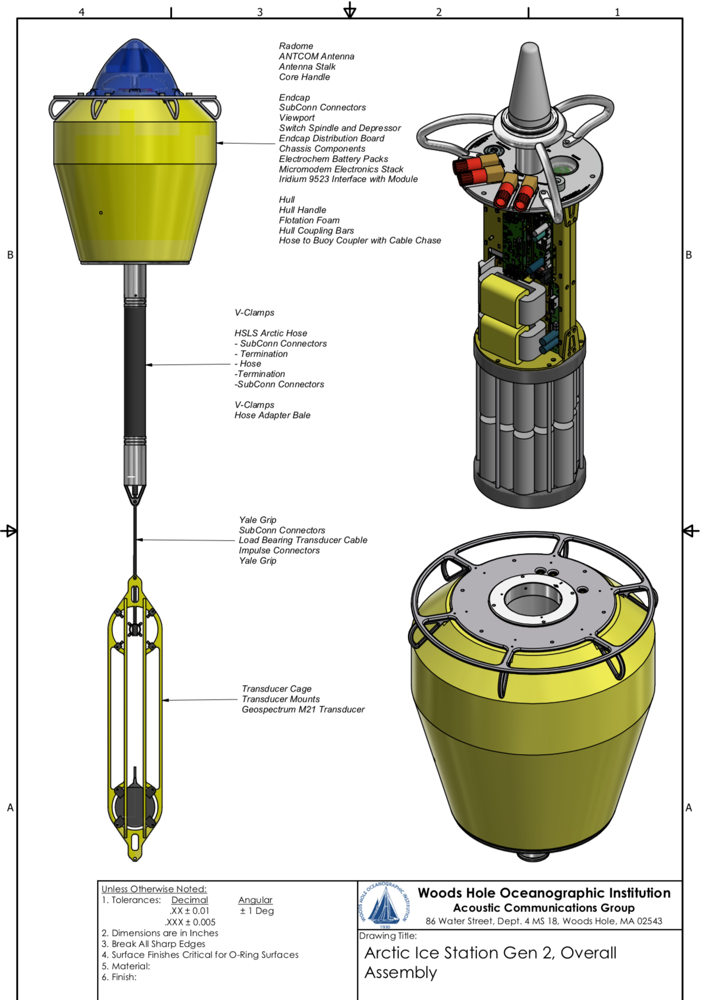 4 3 2 1
Radome
ANTCOM Antenna
Antenna Stalk
Core Handle
Endcap
SubConn Connectors
Viewport
Switch Spindle and Depressor
Endcap Distribution Board
Chassis Components
Electrochem Battery Packs
Micromodem Electronics Stack
Iridium 9523 Interface with Module
Hull
Hull Handle
Flotation Foam
Hull Coupling Bars
Hose to Buoy Coupler with Cable Chase
B B
V-Clamps
HSLS Arctic Hose
- SubConn Connectors
- Termination
- Hose
-Termination
-SubConn Connectors
V-Clamps
Hose Adapter Bale
Yale Grip
SubConn Connectors
Load Bearing Transducer Cable
Impulse Connectors
Yale Grip
Transducer Cage
Transducer Mounts
Geospectrum M21 Transducer
A A
Unless Otherwise Noted:
1. Tolerances: Decimal Angular
.XX ± 0.01 ± 1 Deg
.XXX ± 0.005
2. Dimensions are in Inches
3. Break All Sharp Edges
4. Surface Finishes Critical for O-Ring Surfaces
5. Material:
6. Finish:
WOODS HOLE OCEANOGRAPHIC INSTITUTION
1930
Woods Hole Oceanographic Institution
Acoustic Communications Group
86 Water Street, Dept. 4 MS 18, Woods Hole, MA 02543
Drawing Title:
Arctic Ice Station Gen 2, Overall
Assembly